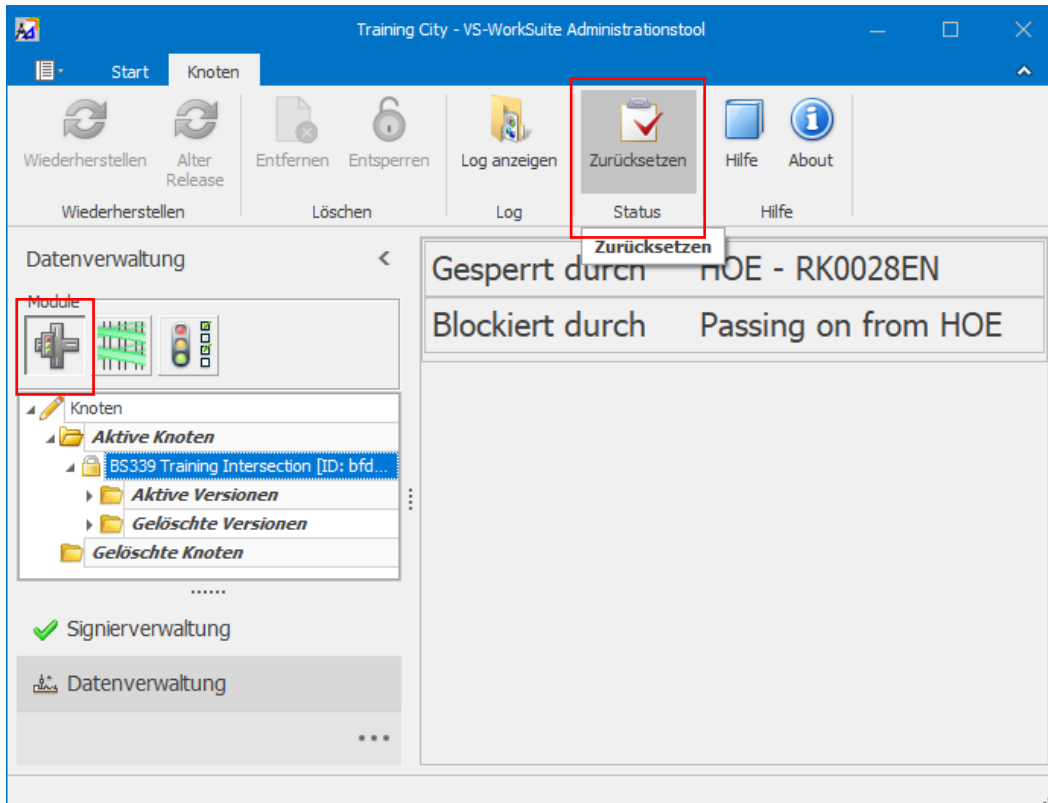 Training City - VS-WorkSuite Administrationstool
Start Knoten
Wiederherstellen Alter Release Entfernen Entsperren Log anzeigen Zurücksetzen Hilfe About
Wiederherstellen Löschen Log Status Hilfe
Zurücksetzen
Datenverwaltung
Gesperrt durch HOE - RK0028EN
Module
Blockiert durch Passing on from HOE
Knoten
Aktive Knoten
BS339 Training Intersection [ID: bfd...
Aktive Versionen
Gelöschte Versionen
Gelöschte Knoten
Signierverwaltung
Datenverwaltung